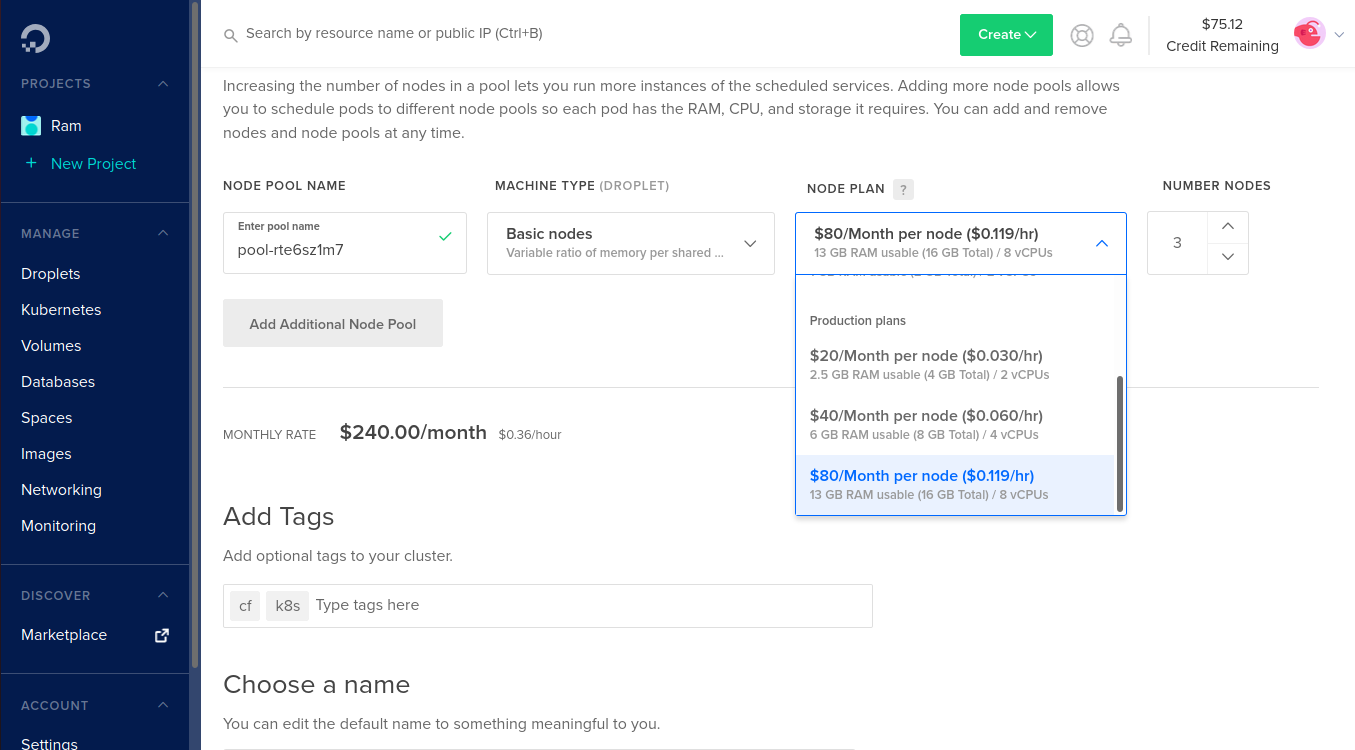 Search by resource name or public IP (Ctrl+B)
Create
$75.12
Credit Remaining
PROJECTS
Ram
+ New Project
MANAGE
Droplets
Kubernetes
Volumes
Databases
Spaces
Images
Networking
Monitoring
DISCOVER
Marketplace
ACCOUNT
Settings
Increasing the number of nodes in a pool lets you run more instances of the scheduled services. Adding more node pools allows
you to schedule pods to different node pools so each pod has the RAM, CPU, and storage it requires. You can add and remove
nodes and node pools at any time.
NODE POOL NAME
Enter pool name
pool-rte6sz1m7
MACHINE TYPE (DROPLET)
Basic nodes
Variable ratio of memory per shared ...
NODE PLAN ?
$80/Month per node ($0.119/hr)
13 GB RAM usable (16 GB Total) / 8 vCPUs
NUMBER NODES
3
Production plans
$20/Month per node ($0.030/hr)
2.5 GB RAM usable (4 GB Total) / 2 vCPUs
$40/Month per node ($0.060/hr)
6 GB RAM usable (8 GB Total) / 4 vCPUs
$80/Month per node ($0.119/hr)
13 GB RAM usable (16 GB Total) / 8 vCPUs
Add Additional Node Pool
MONTHLY RATE $240.00/month $0.36/hour
Add Tags
Add optional tags to your cluster.
cf k8s Type tags here
Choose a name
You can edit the default name to something meaningful to you.